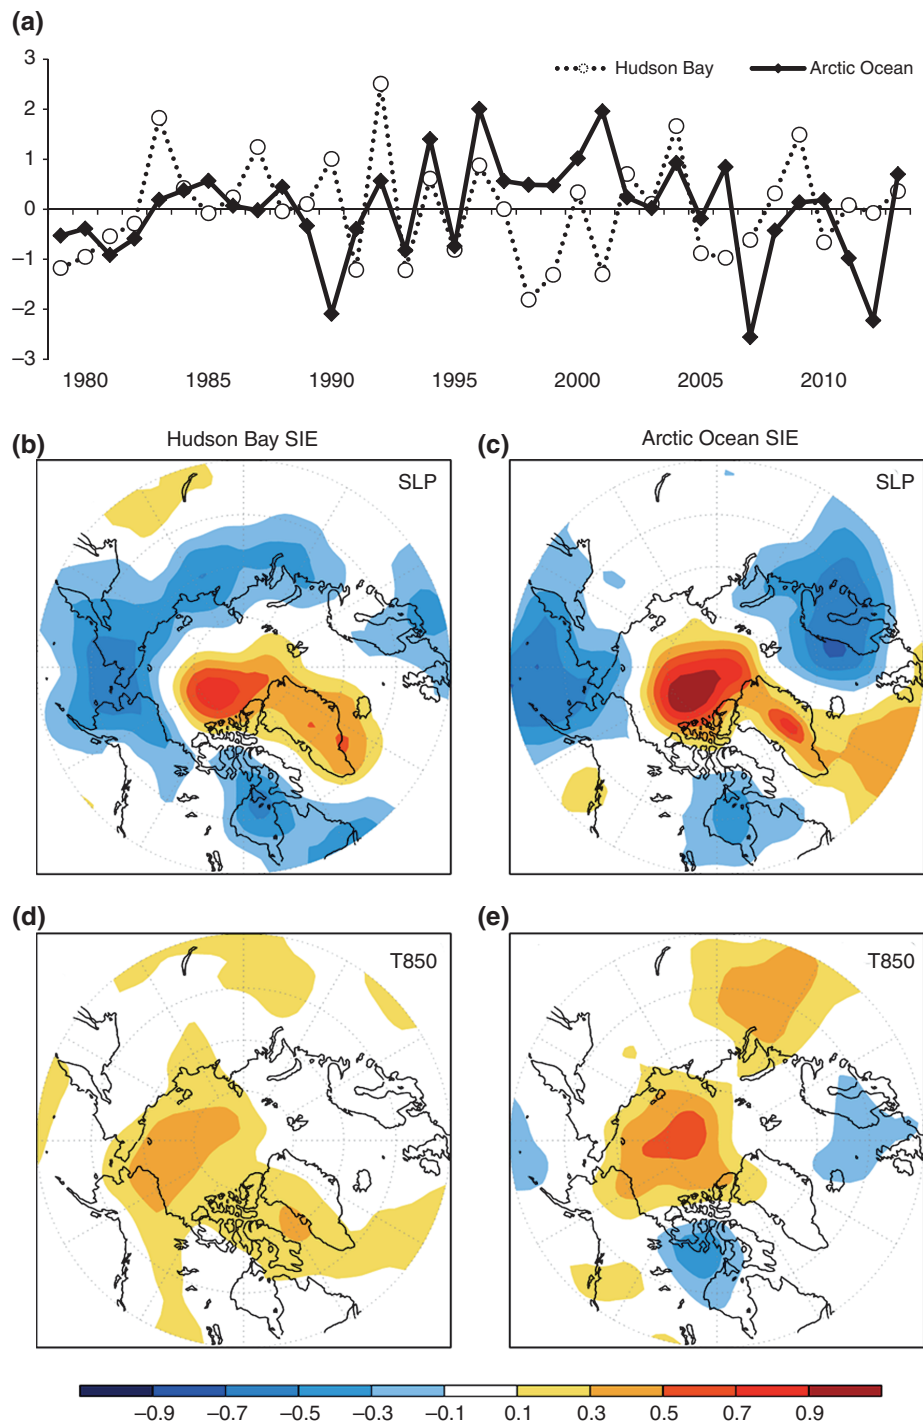 (a)
3
Hudson Bay
Arctic Ocean
2
1
0
–1
–2
–3
1980 1985 1990 1995 2000 2005 2010
(b) Hudson Bay SIE
SLP
(c) Arctic Ocean SIE
SLP
(d)
T850
(e)
T850
–0.9 –0.7 –0.5 –0.3 –0.1 0.1 0.3 0.5 0.7 0.9